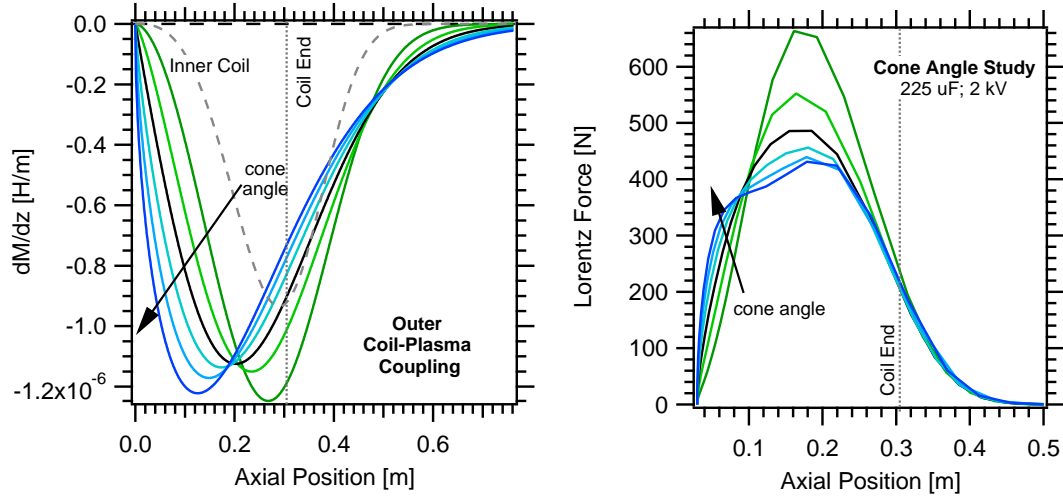 dM/dz [H/m]
0.0
-0.2
-0.4
-0.6
-0.8
-1.0
-1.2x10⁻⁶
Inner Coil
Coil End
cone
angle
Outer
Coil-Plasma
Coupling
0.0
0.2
0.4
0.6
Axial Position [m]
Lorentz Force [N]
600
500
400
300
200
100
0
Cone Angle Study
225 uF; 2 kV
cone angle
Coil End
0.1
0.2
0.3
0.4
0.5
Axial Position [m]